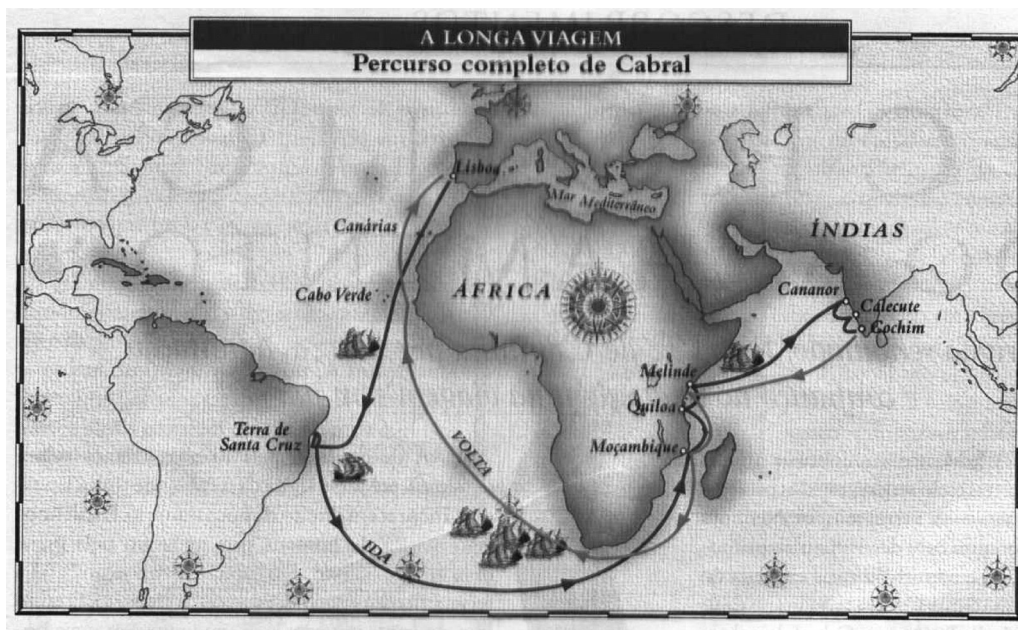 A LONGA VIAGEM
Percurso completo de Cabral
Lisboa
Mar Mediterrâneo
Canárias
ÍNDIAS
Cabo Verde
ÁFRICA
Cananor
Calecute
Cochim
Melinde
Quiloa
Terra de
Santa Cruz
Moçambique
VOLTA
IDA